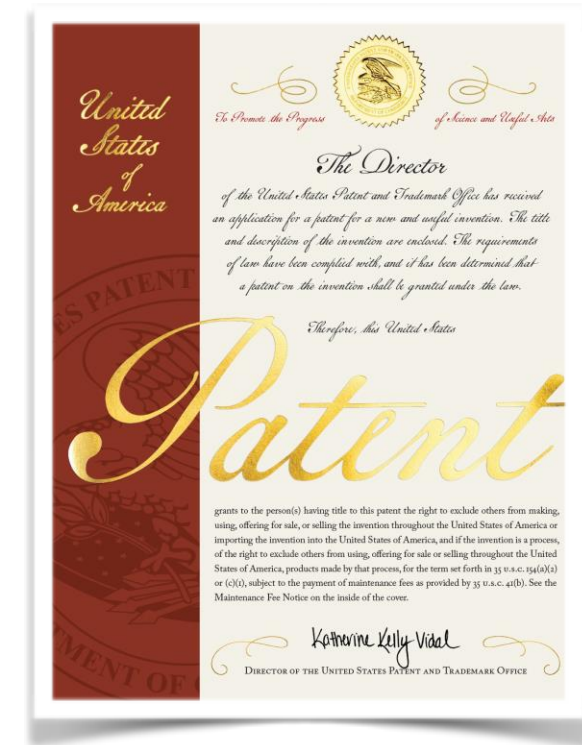 United
States
of
America
To Promote the Progress
of Science and Useful Arts
The Director
of the United States Patent and Trademark Office has received
an application for a patent for a new and useful invention. The title
and description of the invention are enclosed. The requirements
of law have been complied with, and it has been determined that
a patent on the invention shall be granted under the law.
Therefore, this United States
Patent
grants to the person(s) having title to this patent the right to exclude others from making,
using, offering for sale, or selling the invention throughout the United States of America or
importing the invention into the United States of America, and if the invention is a process,
of the right to exclude others from using, offering for sale or selling throughout the United
States of America, products made by that process, for the term set forth in 35 U.S.C. 154(a)(2)
or (c)(1), subject to the payment of maintenance fees as provided by 35 U.S.C. 41(b). See the
Maintenance Fee Notice on the inside of the cover.
Katherine Kelly Vidal
DIRECTOR OF THE UNITED STATES PATENT AND TRADEMARK OFFICE
ES PATENT
TMENT OF